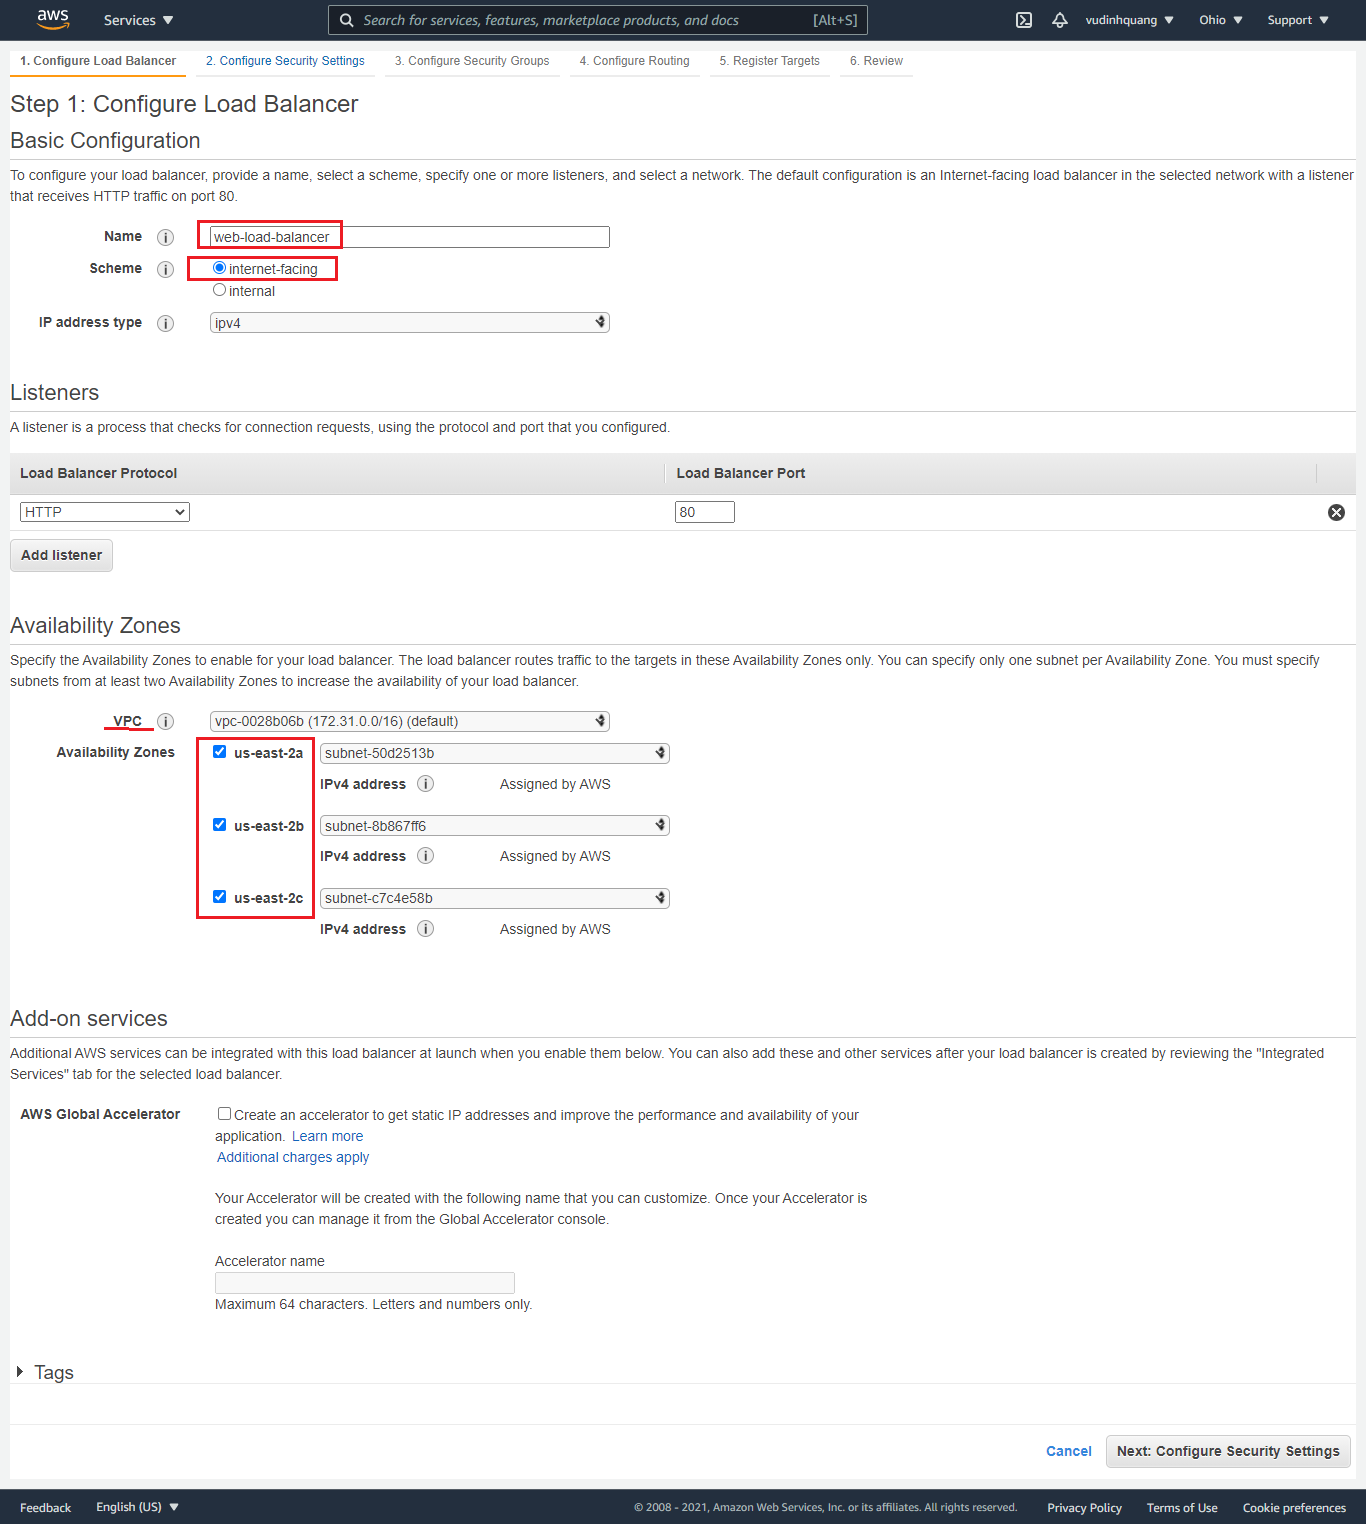 aws Services Search for services, features, marketplace products, and docs [Alt+S] vudinhquang Ohio Support
1. Configure Load Balancer 2. Configure Security Settings 3. Configure Security Groups 4. Configure Routing 5. Register Targets 6. Review
Step 1: Configure Load Balancer
Basic Configuration
To configure your load balancer, provide a name, select a scheme, specify one or more listeners, and select a network. The default configuration is an Internet-facing load balancer in the selected network with a listener
that receives HTTP traffic on port 80.
Name i web-load-balancer
Scheme i internet-facing
internal
IP address type i ipv4
Listeners
A listener is a process that checks for connection requests, using the protocol and port that you configured.
Load Balancer Protocol Load Balancer Port
HTTP 80
Add listener
Availability Zones
Specify the Availability Zones to enable for your load balancer. The load balancer routes traffic to the targets in these Availability Zones only. You can specify only one subnet per Availability Zone. You must specify
subnets from at least two Availability Zones to increase the availability of your load balancer.
VPC i vpc-0028b06b (172.31.0.0/16) (default)
Availability Zones us-east-2a subnet-50d2513b
IPv4 address i Assigned by AWS
us-east-2b subnet-8b867ff6
IPv4 address i Assigned by AWS
us-east-2c subnet-c7c4e58b
IPv4 address i Assigned by AWS
Add-on services
Additional AWS services can be integrated with this load balancer at launch when you enable them below. You can also add these and other services after your load balancer is created by reviewing the "Integrated
Services" tab for the selected load balancer.
AWS Global Accelerator Create an accelerator to get static IP addresses and improve the performance and availability of your
application. Learn more
Additional charges apply
Your Accelerator will be created with the following name that you can customize. Once your Accelerator is
created you can manage it from the Global Accelerator console.
Accelerator name
Maximum 64 characters. Letters and numbers only.
Tags
Cancel Next: Configure Security Settings
Feedback English (US) © 2008 - 2021, Amazon Web Services, Inc. or its affiliates. All rights reserved. Privacy Policy Terms of Use Cookie preferences